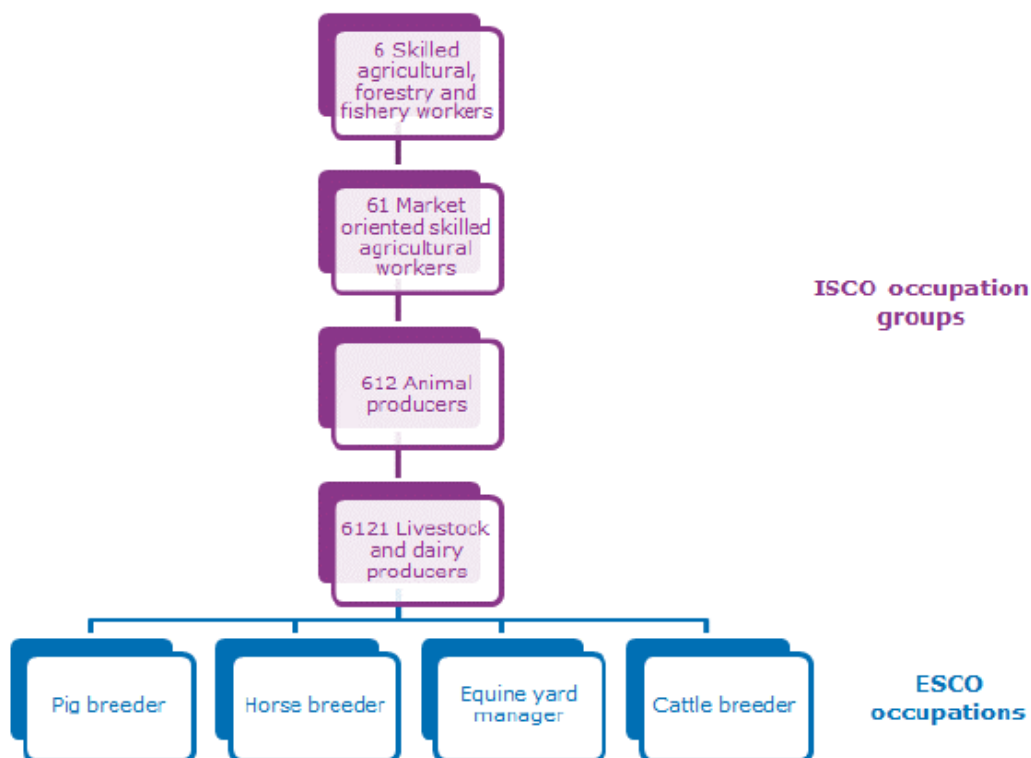 6 Skilled
agricultural,
forestry and
fishery workers
61 Market
oriented skilled
agricultural
workers
ISCO occupation
groups
612 Animal
producers
6121 Livestock
and dairy
producers
Pig breeder
Horse breeder
Equine yard
manager
Cattle breeder
ESCO
occupations